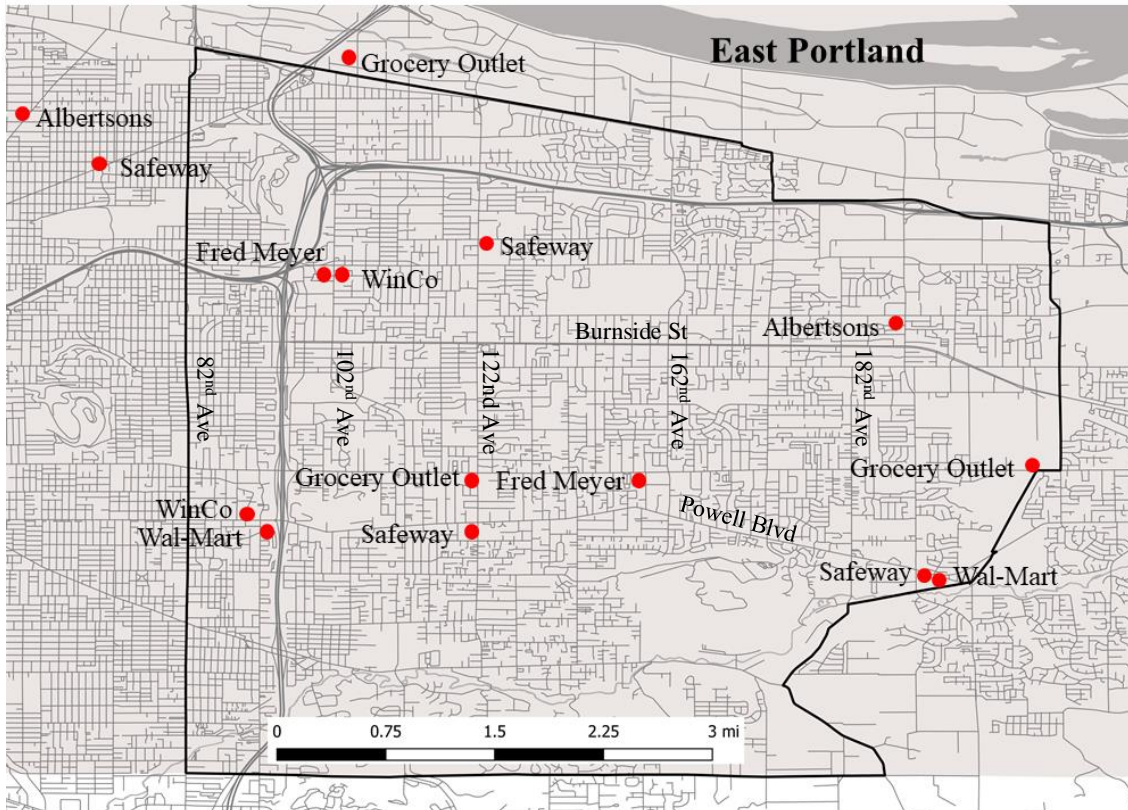 East Portland
Grocery Outlet
Albertsons
Safeway
Fred Meyer
Safeway
WinCo
Burnside St
Albertsons
82nd Ave
102nd Ave
122nd Ave
162nd Ave
182nd Ave
Grocery Outlet
Grocery Outlet
Fred Meyer
WinCo
Powell Blvd
Wal-Mart
Safeway
Safeway
Wal-Mart
0 0.75 1.5 2.25 3 mi